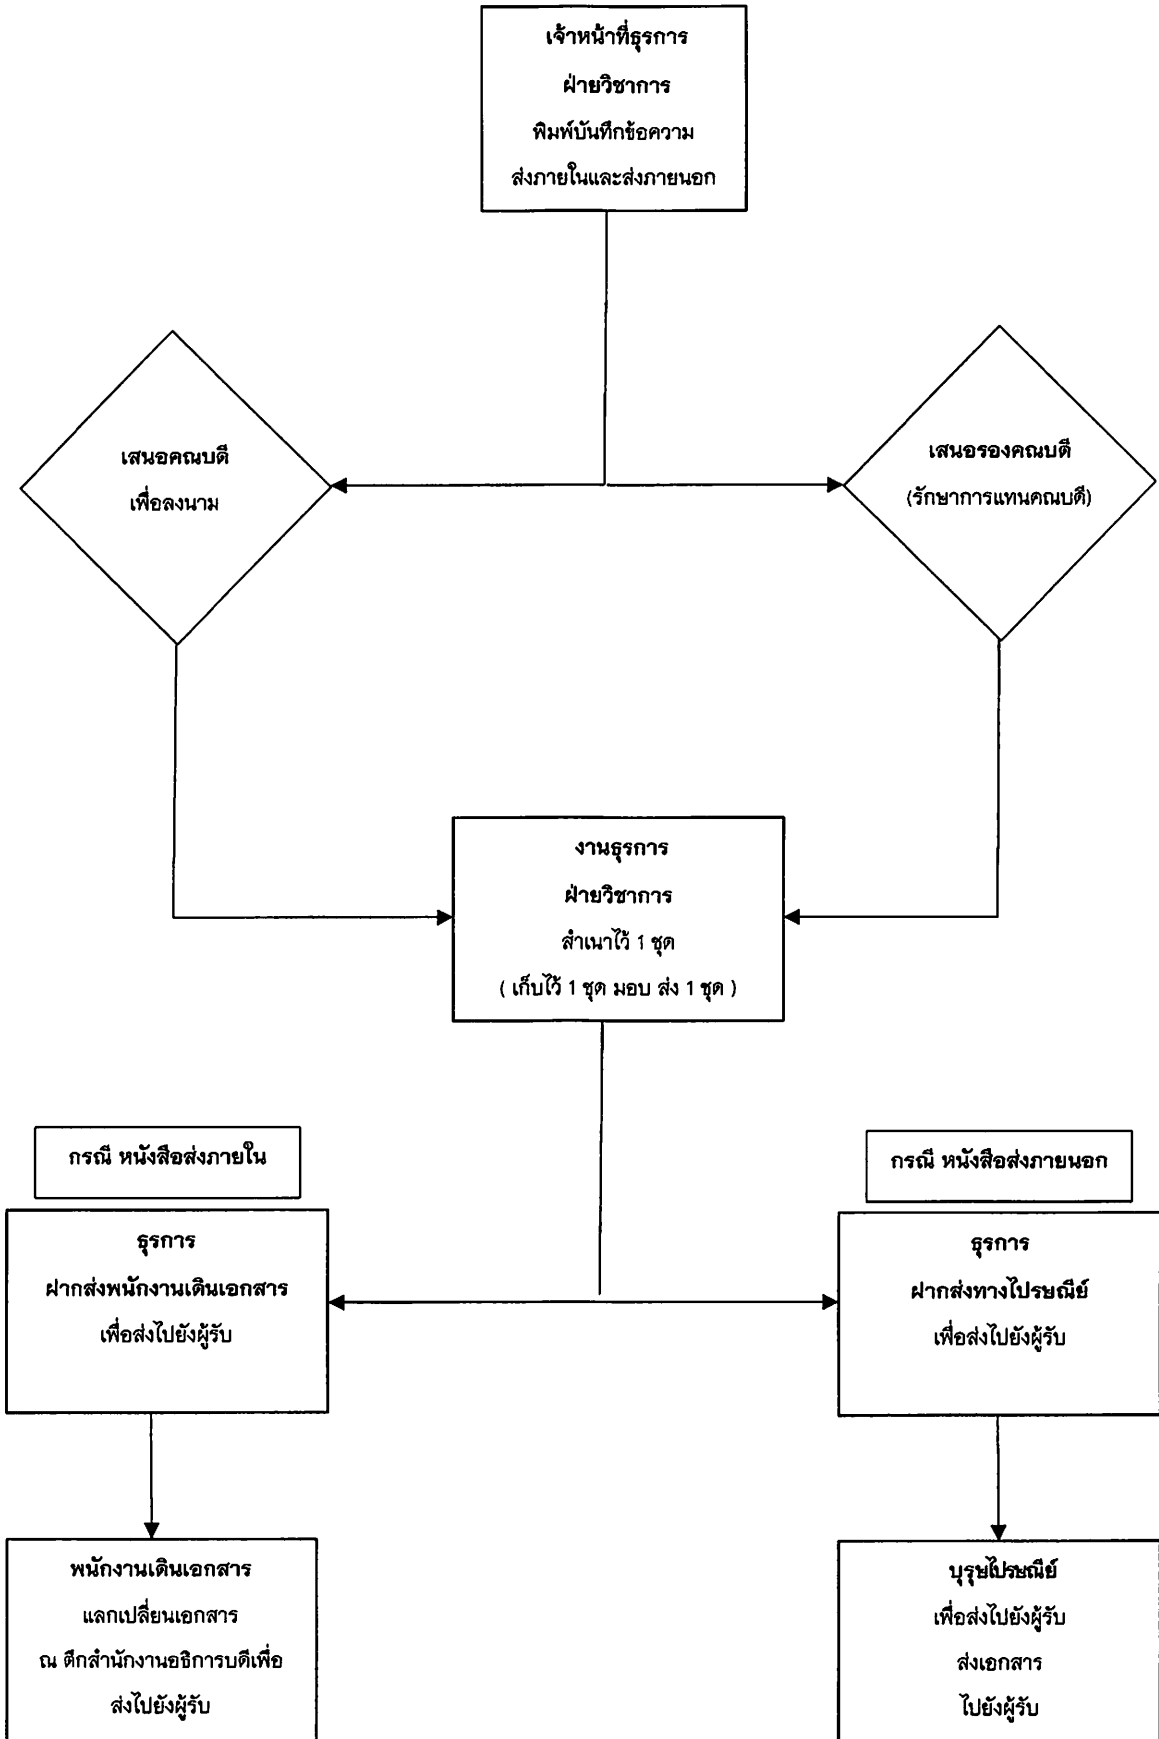 เจ้าหน้าที่ธุรการ
ฝ่ายวิชาการ
พิมพ์บันทึกข้อความ
ส่งภายในและส่งภายนอก
เสนอคณบดี
เพื่อลงนาม
เสนอรองคณบดี
(รักษาการแทนคณบดี)
งานธุรการ
ฝ่ายวิชาการ
สำเนาไว้ 1 ชุด
( เก็บไว้ 1 ชุด มอบ ส่ง 1 ชุด )
กรณี หนังสือส่งภายใน
ธุรการ
ฝากส่งพนักงานเดินเอกสาร
เพื่อส่งไปยังผู้รับ
กรณี หนังสือส่งภายนอก
ธุรการ
ฝากส่งทางไปรษณีย์
เพื่อส่งไปยังผู้รับ
พนักงานเดินเอกสาร
แลกเปลี่ยนเอกสาร
ณ ตึกสำนักงานอธิการบดีเพื่อ
ส่งไปยังผู้รับ
บุรุษไปรษณีย์
เพื่อส่งไปยังผู้รับ
ส่งเอกสาร
ไปยังผู้รับ